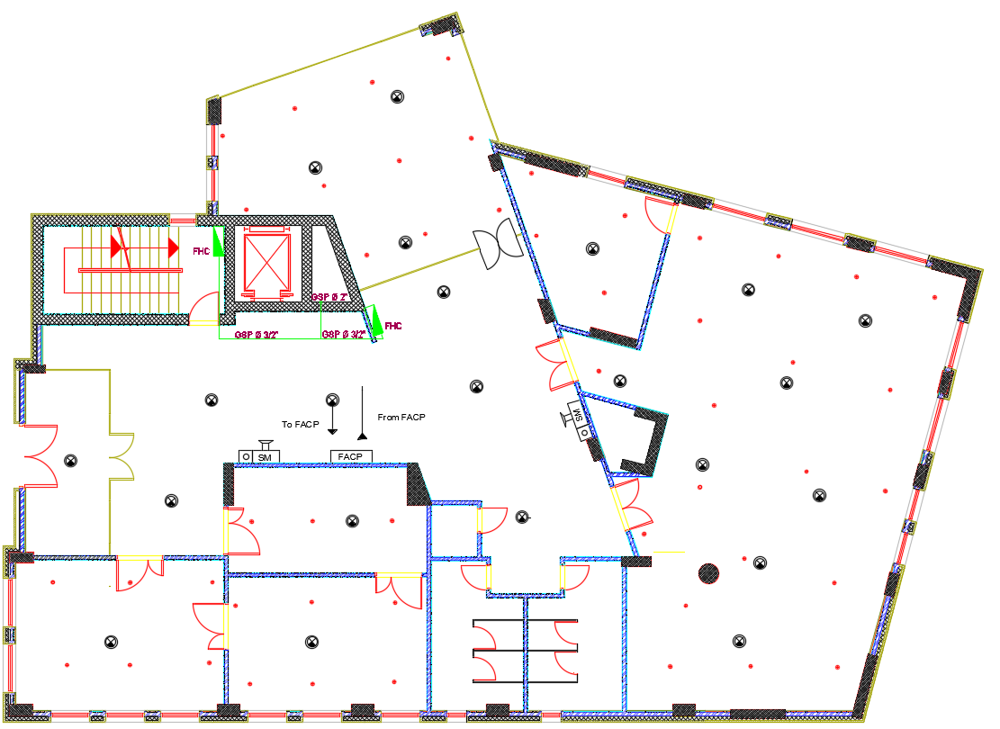 FHC
GSP Ø 2"
FHC
GSP Ø 3/2"
GSP Ø 3/2"
To FACP
From FACP
SM
SM
FACP